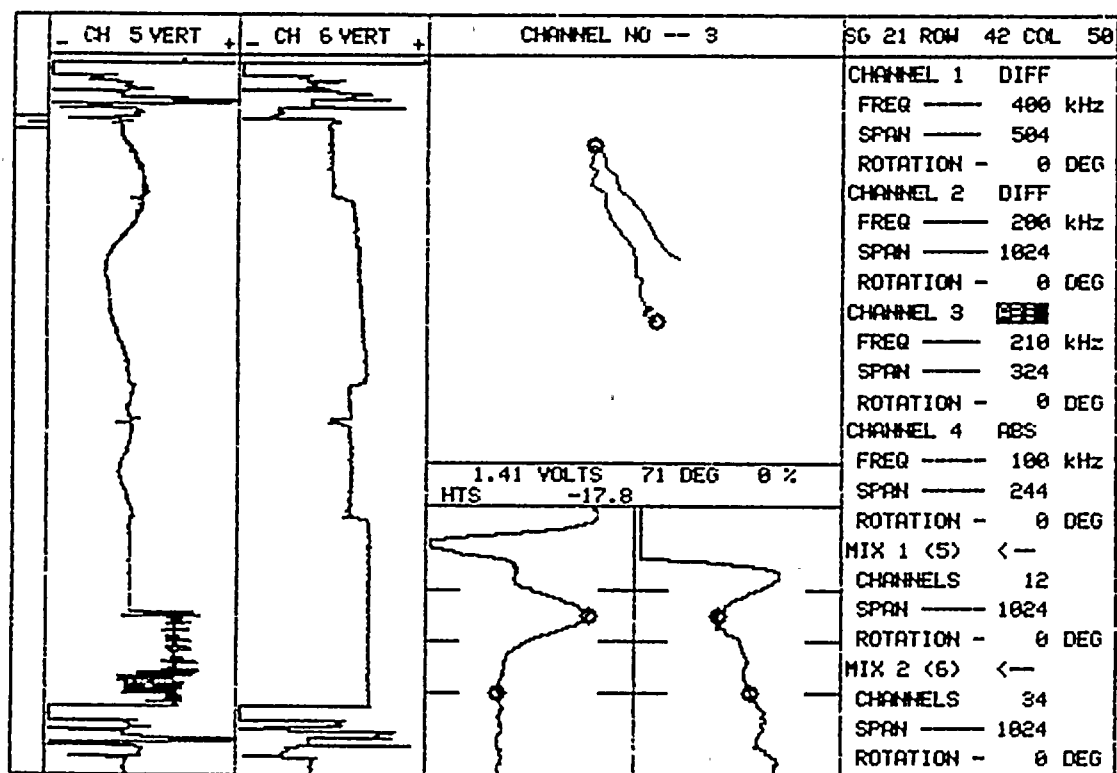 _ CH 5 VERT +
_ CH 6 VERT +
CHANNEL NO -- 3
SG 21 ROW 42 COL 50
CHANNEL 1 DIFF
FREQ ---- 400 kHz
SPAN ---- 504
ROTATION - 0 DEG
CHANNEL 2 DIFF
FREQ ---- 200 kHz
SPAN ---- 1024
ROTATION - 0 DEG
CHANNEL 3
FREQ ---- 210 kHz
SPAN ---- 324
ROTATION - 0 DEG
CHANNEL 4 ABS
FREQ ---- 100 kHz
SPAN ---- 244
ROTATION - 0 DEG
MIX 1 (5) <--
CHANNELS 12
SPAN ---- 1024
ROTATION - 0 DEG
MIX 2 (6) <--
CHANNELS 34
SPAN ---- 1024
ROTATION - 0 DEG
1.41 VOLTS 71 DEG 0 %
HTS -17.8